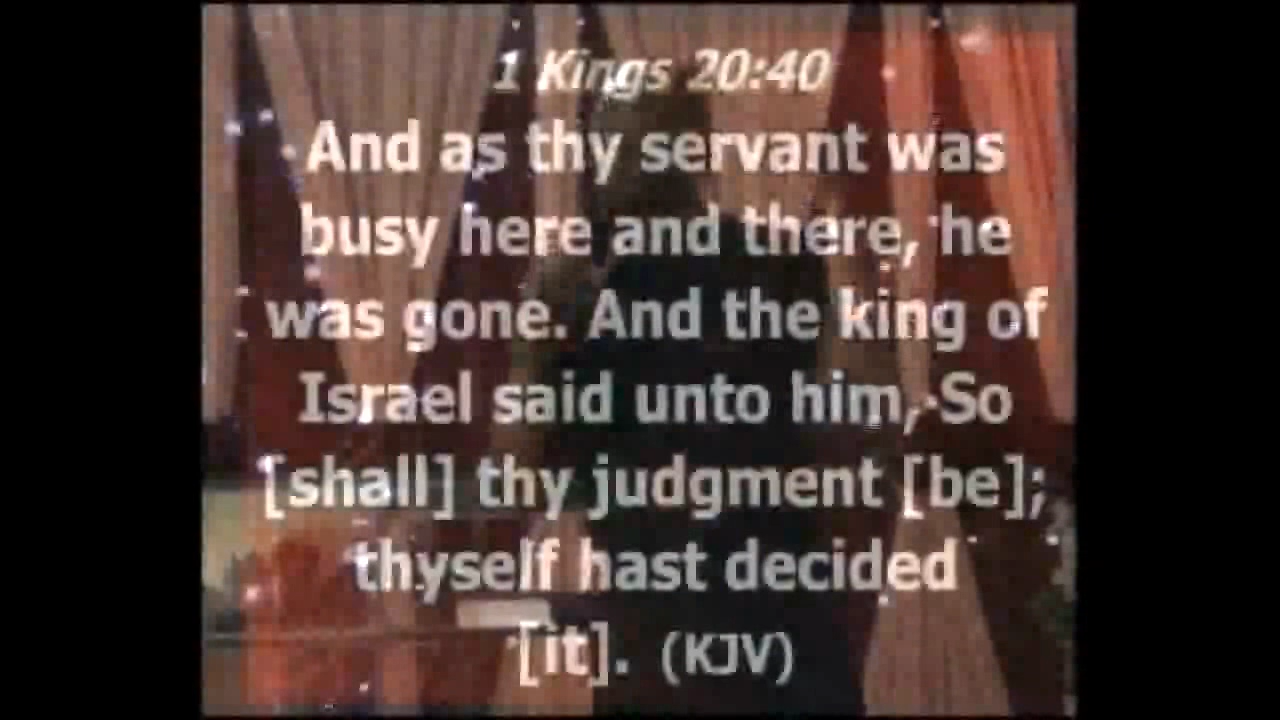 1 Kings 20:40
And as thy servant was
busy here and there, he
was gone. And the king of
Israel said unto him, So
[shall] thy judgment [be];
thyself hast decided
[it]. (KJV)